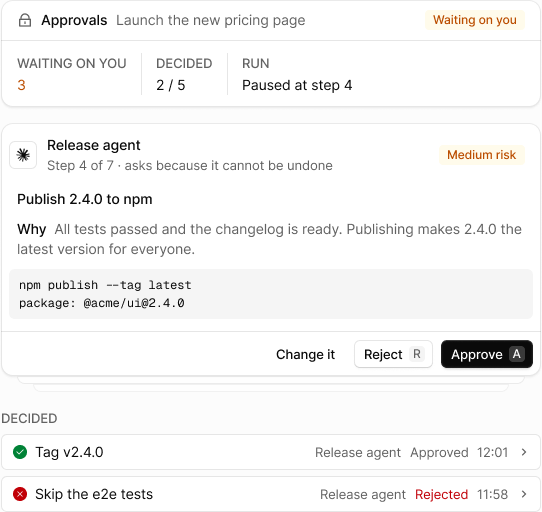 Approvals Launch the new pricing page Waiting on you
WAITING ON YOU DECIDED RUN
3 2 / 5 Paused at step 4
Release agent
Step 4 of 7 · asks because it cannot be undone
Medium risk
Publish 2.4.0 to npm
Why All tests passed and the changelog is ready. Publishing makes 2.4.0 the
latest version for everyone.
npm publish --tag latest
package: @acme/ui@2.4.0
Change it Reject R Approve A
DECIDED
Tag v2.4.0 Release agent Approved 12:01
Skip the e2e tests Release agent Rejected 11:58